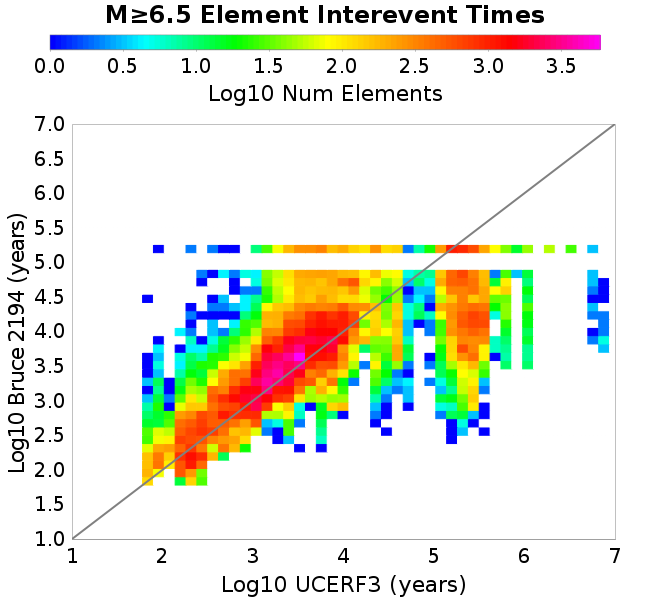 M≥6.5 Element Interevent Times
0.0 0.5 1.0 1.5 2.0 2.5 3.0 3.5
Log10 Num Elements
7.0
6.5
6.0
5.5
5.0
4.5
4.0
3.5
3.0
2.5
2.0
1.5
1.0
Log10 Bruce 2194 (years)
1 2 3 4 5 6 7
Log10 UCERF3 (years)